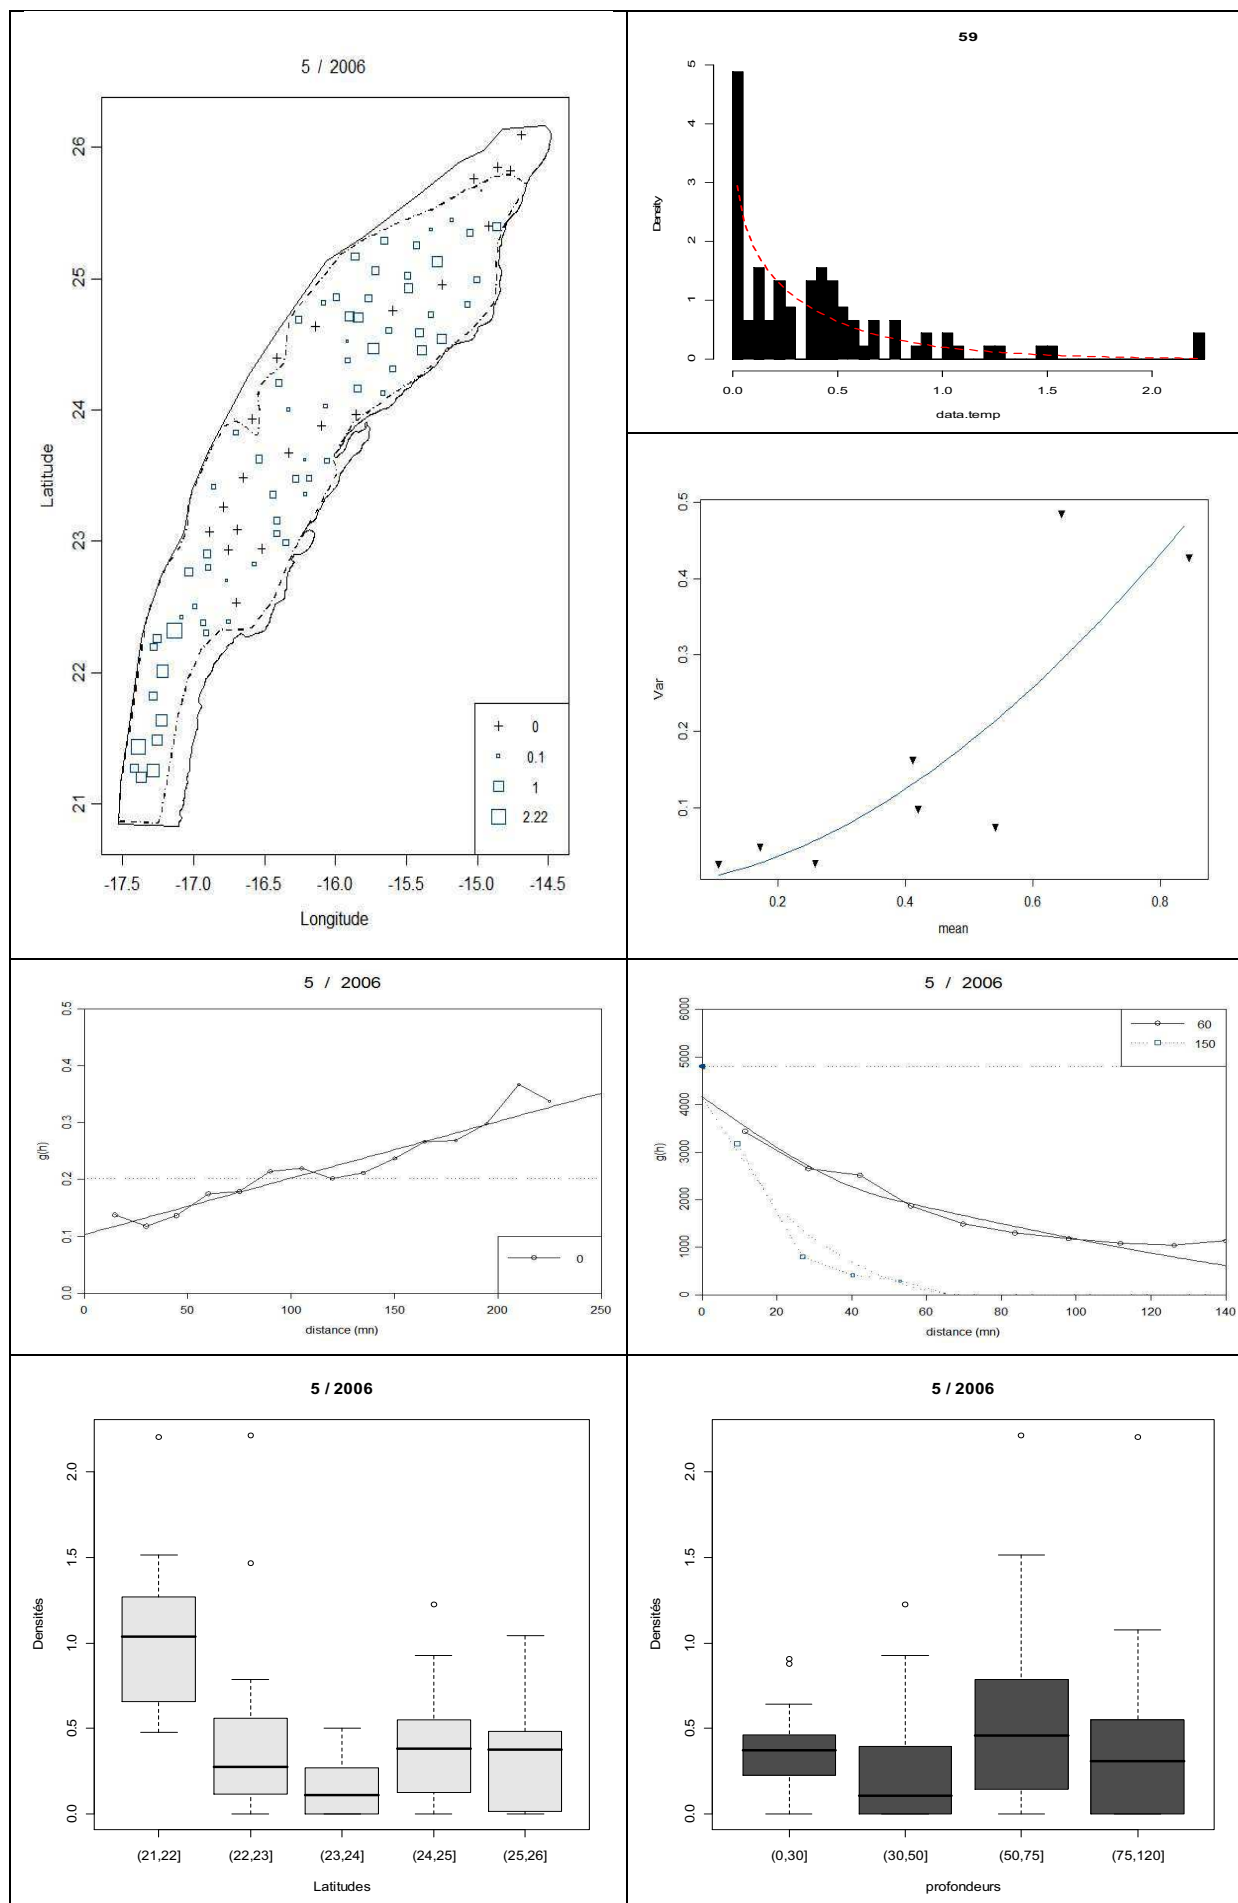 5 / 2006
26
25
24
23
22
21
Latitude
-17.5 -17.0 -16.5 -16.0 -15.5 -15.0 -14.5
Longitude
0
0.1
1
2.22
59
5
4
3
2
1
0
Density
0.0 0.5 1.0 1.5 2.0
data.temp
0.5
0.4
0.3
0.2
0.1
Var
0.2 0.4 0.6 0.8
mean
5 / 2006
0.5
0.4
0.3
0.2
0.1
0.0
g(h)
0
0 50 100 150 200 250
distance (mn)
5 / 2006
6000
5000
4000
3000
2000
1000
0
g(h)
60
150
0 20 40 60 80 100 120 140
distance (mn)
5 / 2006
2.0
1.5
1.0
0.5
0.0
Densités
(21,22] (22,23] (23,24] (24,25] (25,26]
Latitudes
5 / 2006
2.0
1.5
1.0
0.5
0.0
Densités
(0,30] (30,50] (50,75] (75,120]
profondeurs